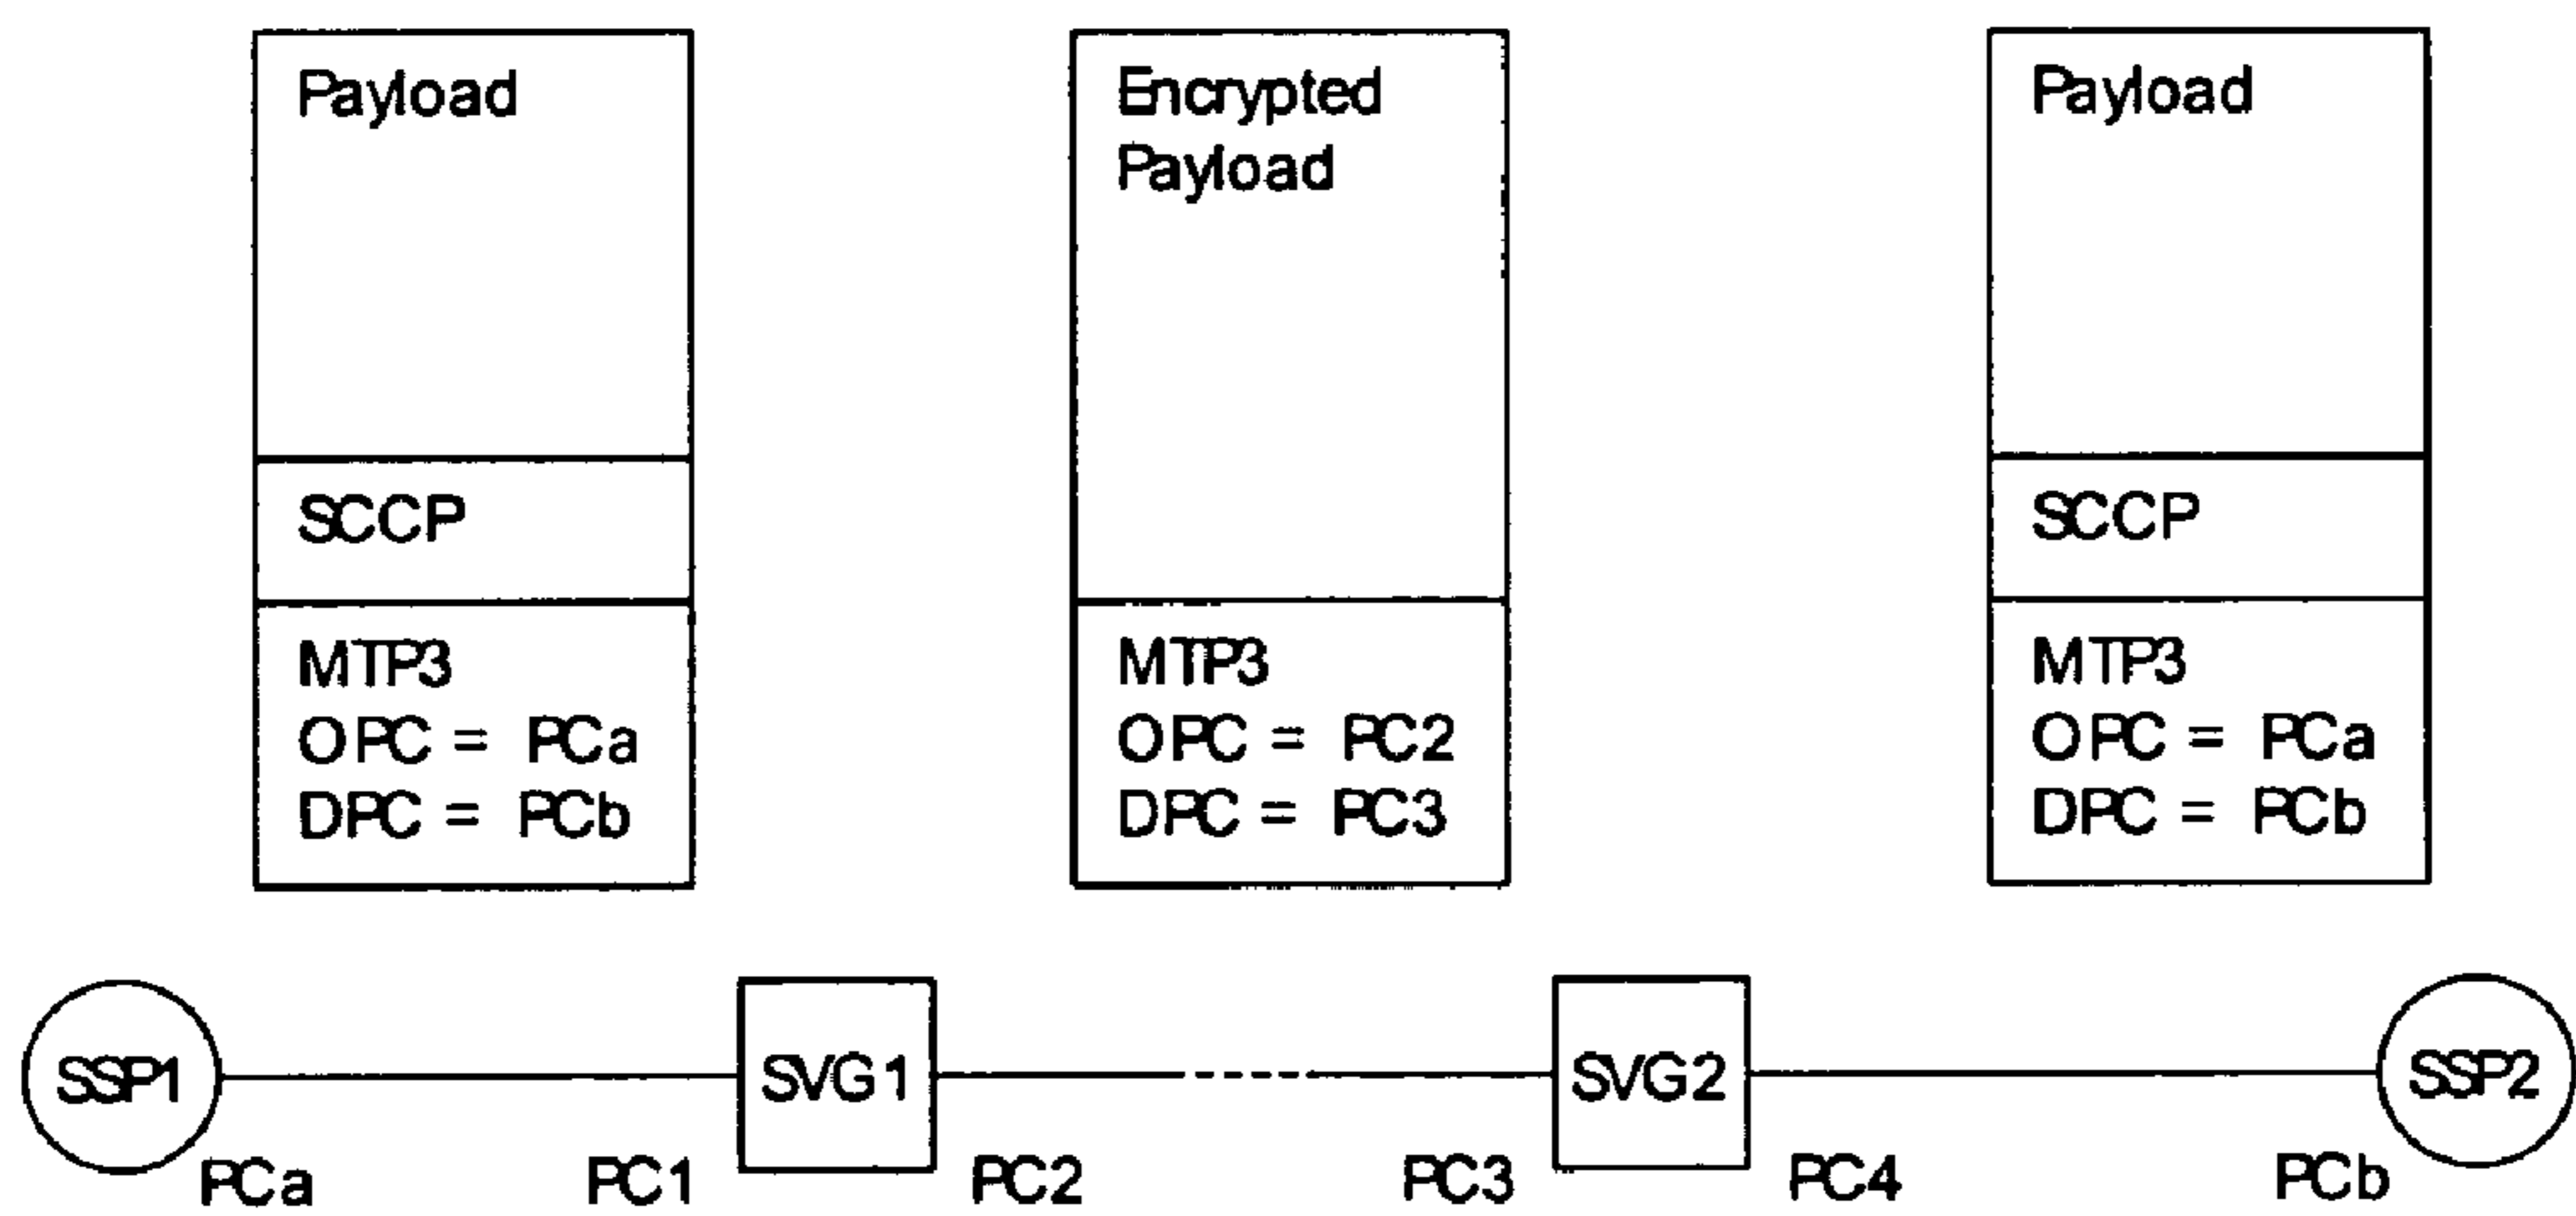 Payload
SCCP
MTP3
OPC = PCa
DPC = PCb
Encrypted
Payload
MTP3
OPC = PC2
DPC = PC3
Payload
SCCP
MTP3
OPC = PCa
DPC = PCb
SSP1
SVG1
SVG2
SSP2
PCa
PC1
PC2
PC3
PC4
PCb